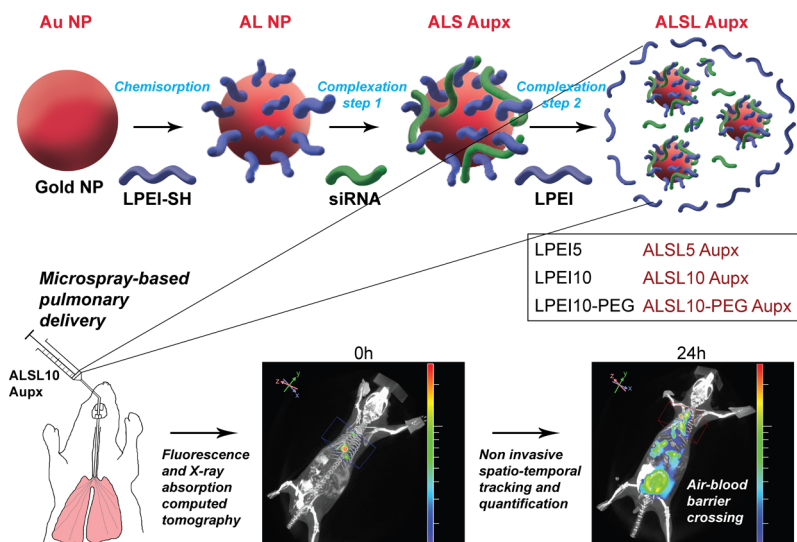 Au NP
AL NP
ALS Aupx
ALSL Aupx
Chemisorption
Complexation
step 1
Complexation
step 2
Gold NP
LPEI-SH
siRNA
LPEI
LPEI5 ALSL5 Aupx
LPEI10 ALSL10 Aupx
LPEI10-PEG ALSL10-PEG Aupx
Microspray-based
pulmonary
delivery
ALSL10
Aupx
Fluorescence
and X-ray
absorption
computed
tomography
0h
z
y
x
Non invasive
spatio-temporal
tracking and
quantification
24h
z
y
x
Air-blood
barrier
crossing